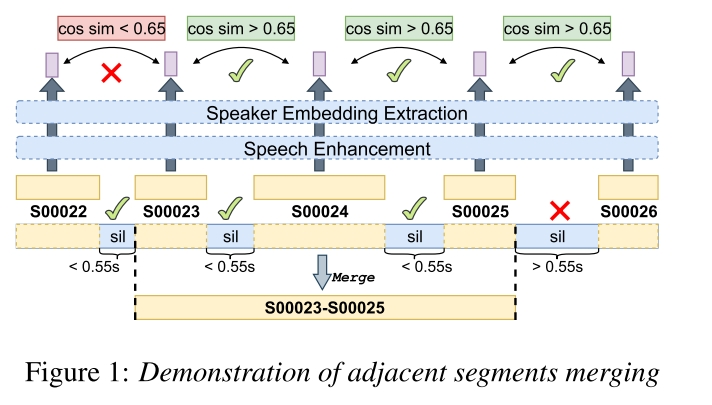 cos sim < 0.65 cos sim > 0.65 cos sim > 0.65 cos sim > 0.65
Speaker Embedding Extraction
Speech Enhancement
S00022 S00023 S00024 S00025 S00026
sil sil sil sil
< 0.55s < 0.55s < 0.55s > 0.55s
Merge
S00023-S00025
Figure 1: Demonstration of adjacent segments merging